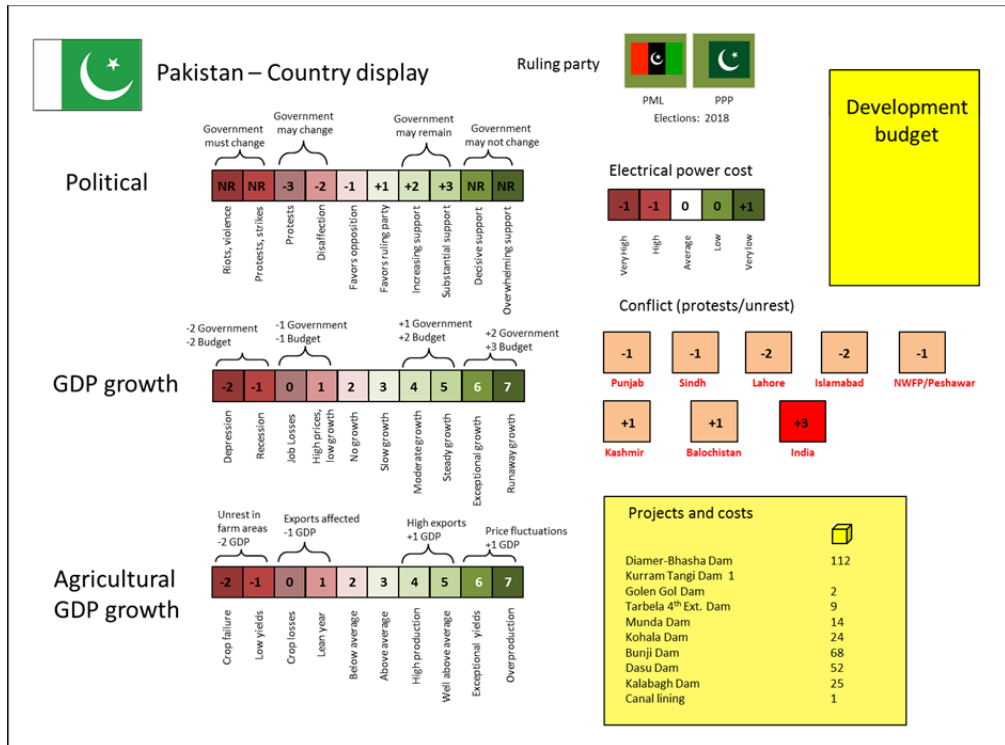 Pakistan – Country display
Ruling party
PML PPP
Elections: 2018
Development
budget
Political
Government
must change
Government
may change
Government
may remain
Government
may not change
NR NR -3 -2 -1 +1 +2 +3 NR NR
Riots, violence
Protests, strikes
Protests
Disaffection
Favors opposition
Favors ruling party
Increasing support
Substantial support
Decisive support
Overwhelming support
Electrical power cost
-1 -1 0 0 +1
Very High
High
Average
Low
Very low
GDP growth
-2 Government
-2 Budget
-1 Government
-1 Budget
+1 Government
+2 Budget
+2 Government
+3 Budget
-2 -1 0 1 2 3 4 5 6 7
Depression
Recession
Job Losses
High prices,
low growth
No growth
Slow growth
Moderate growth
Steady growth
Exceptional growth
Runaway growth
Conflict (protests/unrest)
-1 -1 -2 -2 -1
Punjab Sindh Lahore Islamabad NWFP/Peshawar
+1 +1 +3
Kashmir Balochistan India
Agricultural
GDP growth
Unrest in
farm areas
-2 GDP
Exports affected
-1 GDP
High exports
+1 GDP
Price fluctuations
+1 GDP
-2 -1 0 1 2 3 4 5 6 7
Crop failure
Low yields
Crop losses
Lean year
Below average
Above average
High production
Well above average
Exceptional yields
Overproduction
Projects and costs
Diamer-Bhasha Dam 112
Kurram Tangi Dam 1
Golen Gol Dam 2
Tarbela 4th Ext. Dam 9
Munda Dam 14
Kohala Dam 24
Bunji Dam 68
Dasu Dam 52
Kalabagh Dam 25
Canal lining 1